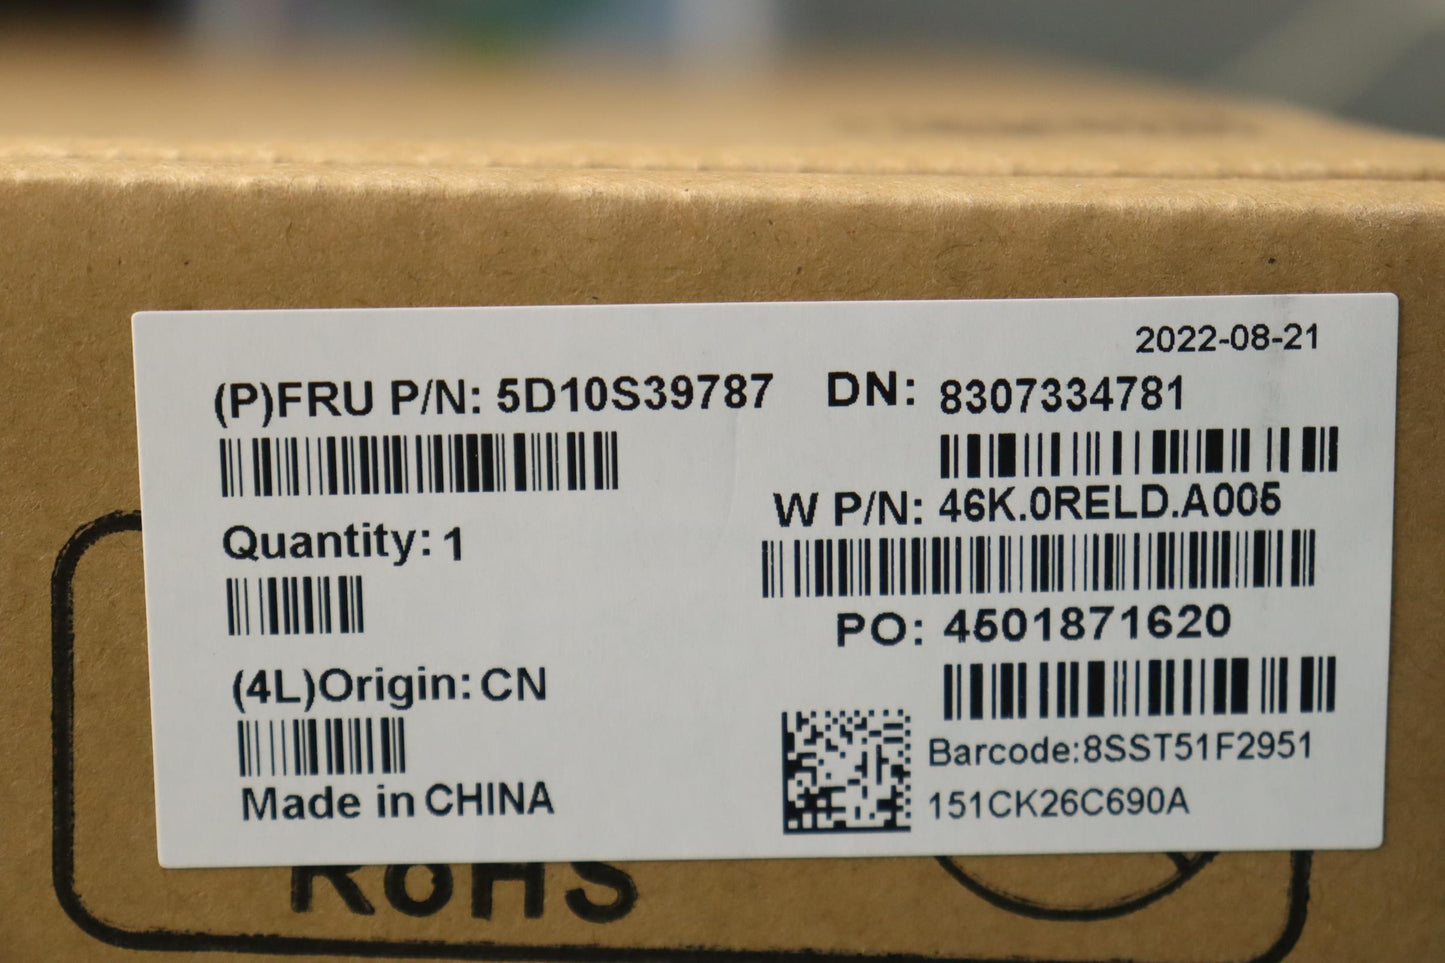 2022-08-21
(P)FRU P/N: 5D10S39787
DN: 8307334781
W P/N: 46K.0RELD.A005
Quantity: 1
PO: 4501871620
(4L)Origin: CN
Barcode:8SST51F2951
151CK26C690A
Made in CHINA
RoHS